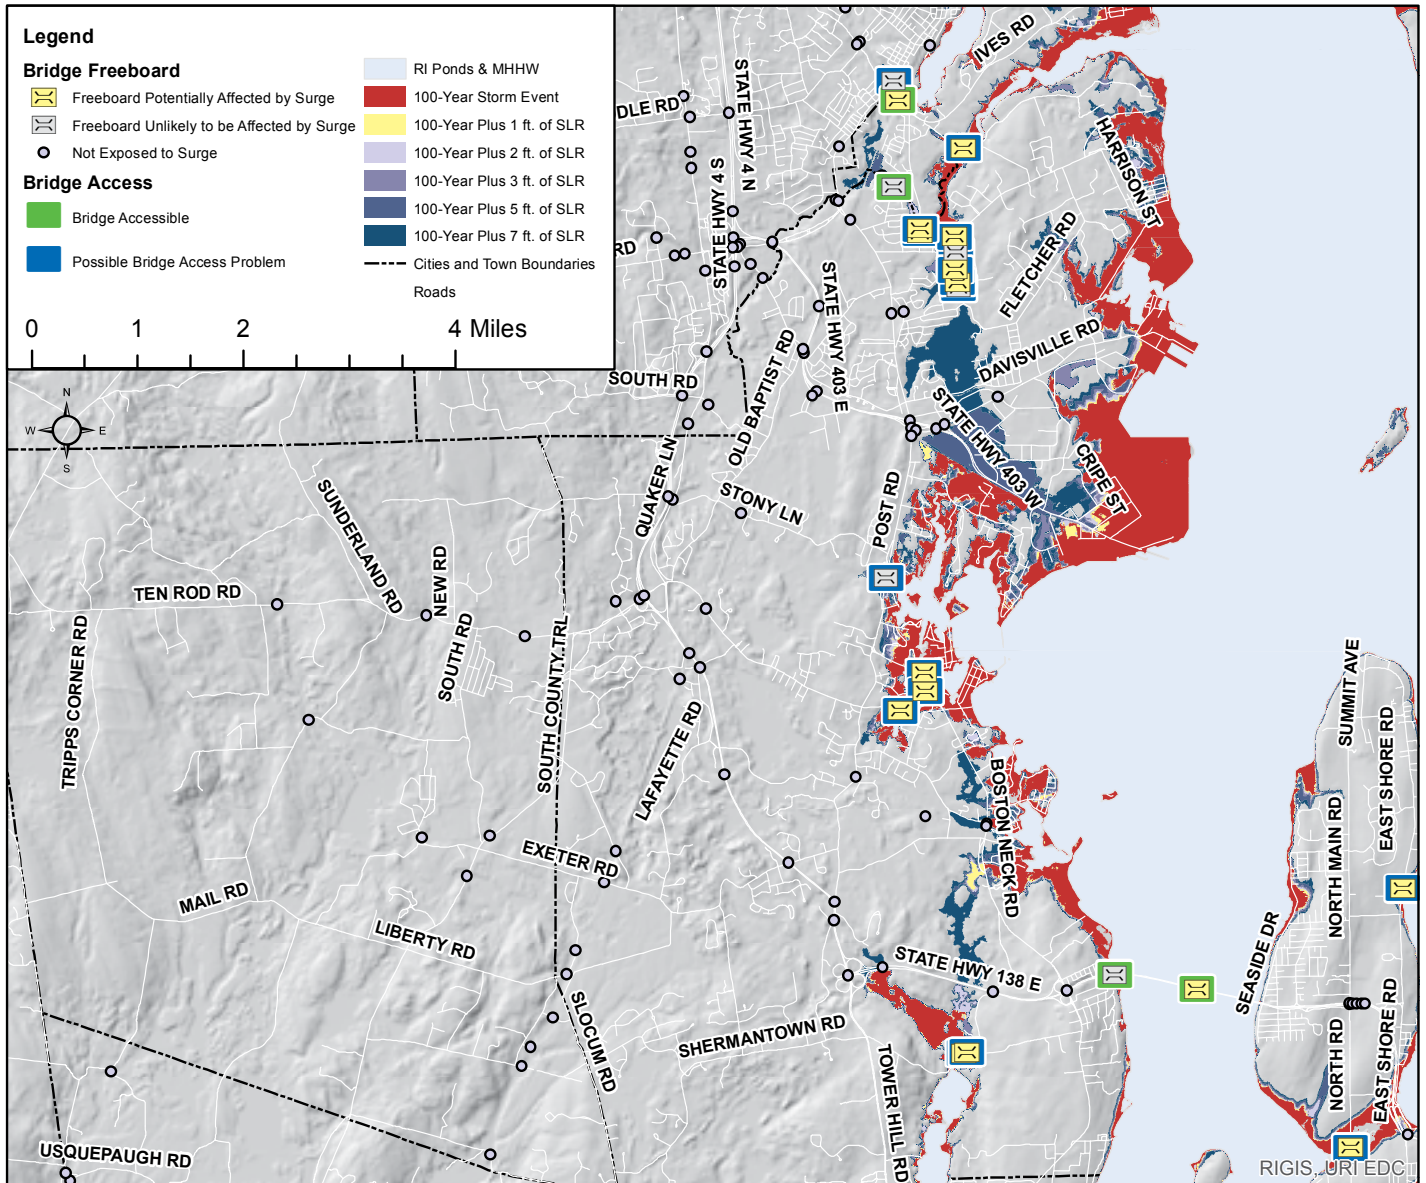 Legend
Bridge Freeboard
Freeboard Potentially Affected by Surge
Freeboard Unlikely to be Affected by Surge
Not Exposed to Surge
Bridge Access
Bridge Accessible
Possible Bridge Access Problem
RI Ponds & MHHW
100-Year Storm Event
100-Year Plus 1 ft. of SLR
100-Year Plus 2 ft. of SLR
100-Year Plus 3 ft. of SLR
100-Year Plus 5 ft. of SLR
100-Year Plus 7 ft. of SLR
Cities and Town Boundaries
Roads
0 1 2 4 Miles
N
W E
S
IVES RD
STATE HWY 4 N
DLE RD
HARRISON ST
STATE HWY 4 S
RD
FLETCHER RD
STATE HWY 403 E
DAVISVILLE RD
OLD BAPTIST RD
SOUTH RD
STATE HWY 403 W
QUAKER LN
CRIPE ST
STONY LN
POST RD
SUNDERLAND RD
NEW RD
TEN ROD RD
TRIPPS CORNER RD
SOUTH RD
SOUTH COUNTY TRL
SUMMIT AVE
LAFAYETTE RD
EAST SHORE RD
BOSTON NECK RD
NORTH MAIN RD
EXETER RD
MAIL RD
LIBERTY RD
SEASIDE DR
STATE HWY 138 E
SLOCUM RD
SHERMANTOWN RD
NORTH RD
EAST SHORE RD
TOWER HILL RD
USQUEPAUGH RD
RIGIS, URI EDC